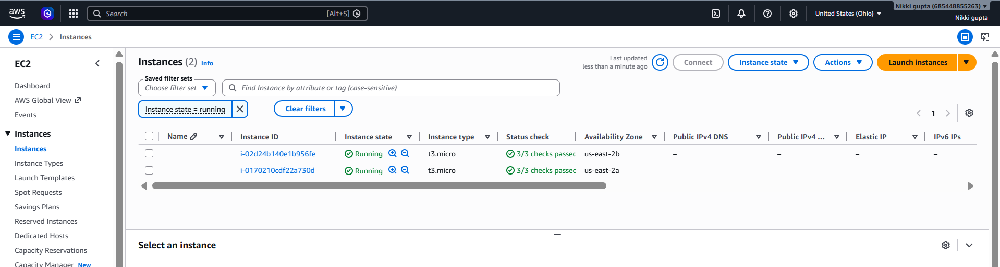 aws
Search [Alt+S]
United States (Ohio)
Nikki gupta (685448855263)
Nikki gupta
EC2 Instances
EC2
Dashboard
AWS Global View
Events
Instances
Instances
Instance Types
Launch Templates
Spot Requests
Savings Plans
Reserved Instances
Dedicated Hosts
Capacity Reservations
Capacity Manager New
Instances (2) Info
Last updated
less than a minute ago
Connect Instance state Actions Launch instances
Saved filter sets
Choose filter set Find Instance by attribute or tag (case-sensitive)
Instance state = running Clear filters
1
Name Instance ID Instance state Instance type Status check Availability Zone Public IPv4 DNS Public IPv4 ... Elastic IP IPv6 IPs
i-02d24b140e1b956fe Running t3.micro 3/3 checks passed us-east-2b – – – –
i-0170210cdf22a730d Running t3.micro 3/3 checks passed us-east-2a – – – –
Select an instance